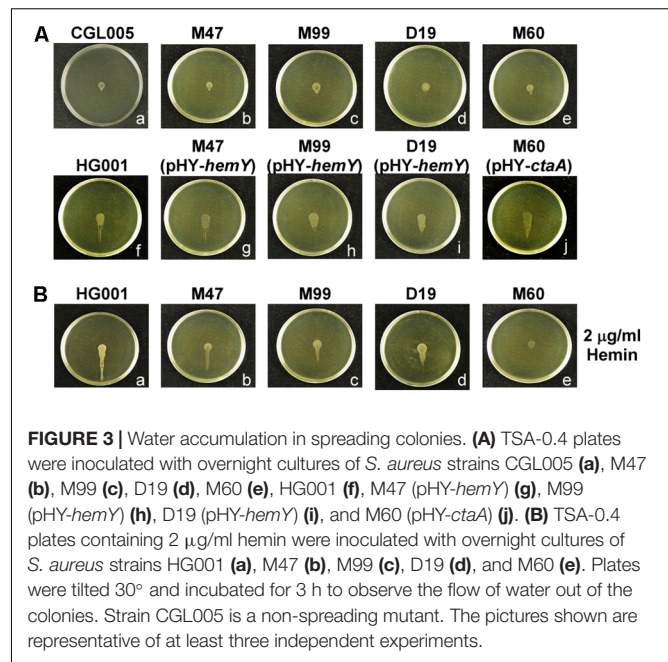 A
CGL005 M47 M99 D19 M60
a b c d e
M47 M99 D19 M60
HG001 (pHY-hemY) (pHY-hemY) (pHY-hemY) (pHY-ctaA)
f g h i j
B
HG001 M47 M99 D19 M60
2 μg/ml
Hemin
a b c d e
FIGURE 3 | Water accumulation in spreading colonies. (A) TSA-0.4 plates
were inoculated with overnight cultures of S. aureus strains CGL005 (a), M47
(b), M99 (c), D19 (d), M60 (e), HG001 (f), M47 (pHY-hemY) (g), M99
(pHY-hemY) (h), D19 (pHY-hemY) (i), and M60 (pHY-ctaA) (j). (B) TSA-0.4
plates containing 2 μg/ml hemin were inoculated with overnight cultures of
S. aureus strains HG001 (a), M47 (b), M99 (c), D19 (d), and M60 (e). Plates
were tilted 30° and incubated for 3 h to observe the flow of water out of the
colonies. Strain CGL005 is a non-spreading mutant. The pictures shown are
representative of at least three independent experiments.